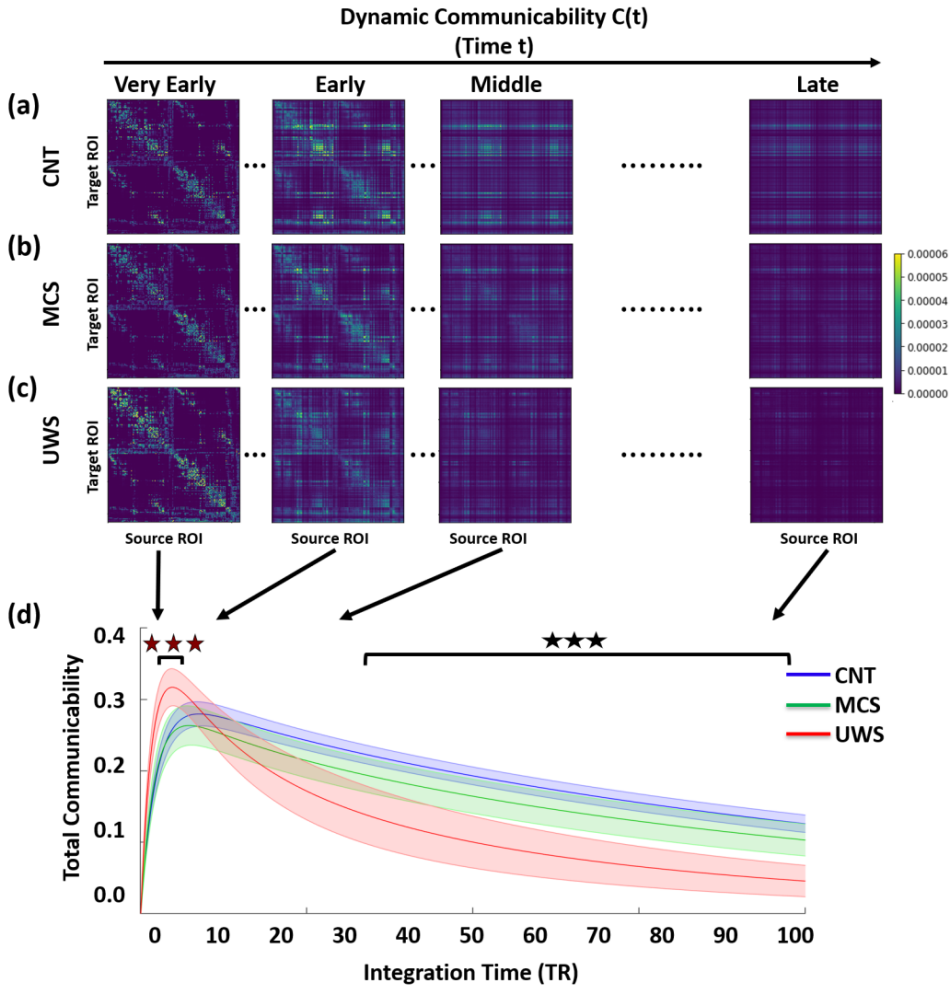 Dynamic Communicability C(t)
(Time t)
Very Early Early Middle Late
(a)
CNT
Target ROI
(b)
MCS
Target ROI
(c)
UWS
Target ROI
0.00006
0.00005
0.00004
0.00003
0.00002
0.00001
0.00000
Source ROI Source ROI Source ROI Source ROI
(d)
Total Communicability
0.4
0.3
0.2
0.1
0.0
CNT
MCS
UWS
0 10 20 30 40 50 60 70 80 90 100
Integration Time (TR)